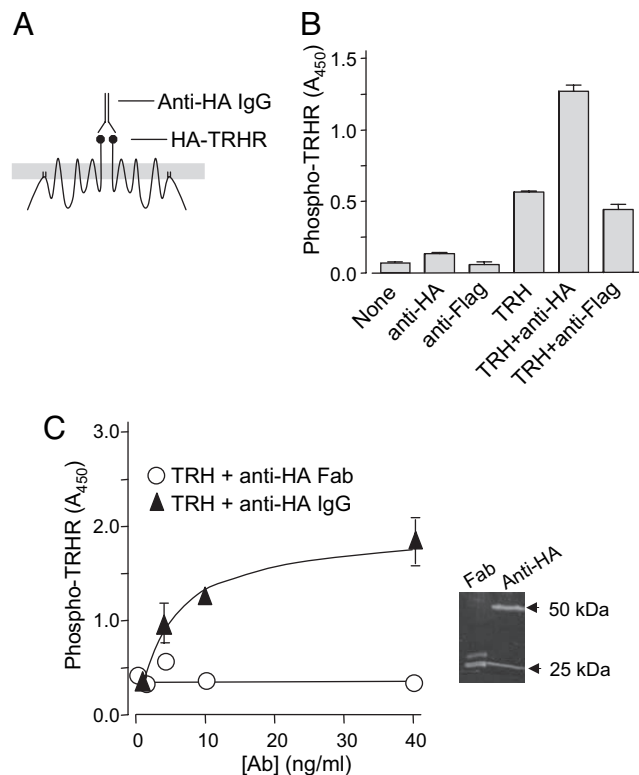 A
Anti-HA IgG
HA-TRHR
B
Phospho-TRHR (A450)
1.5
1.0
0.5
0.0
None
anti-HA
anti-Flag
TRH
TRH+anti-HA
TRH+anti-Flag
C
Phospho-TRHR (A450)
3.0
2.0
1.0
0.0
TRH + anti-HA Fab
TRH + anti-HA IgG
0
10
20
30
40
[Ab] (ng/ml)
Fab
Anti-HA
50 kDa
25 kDa